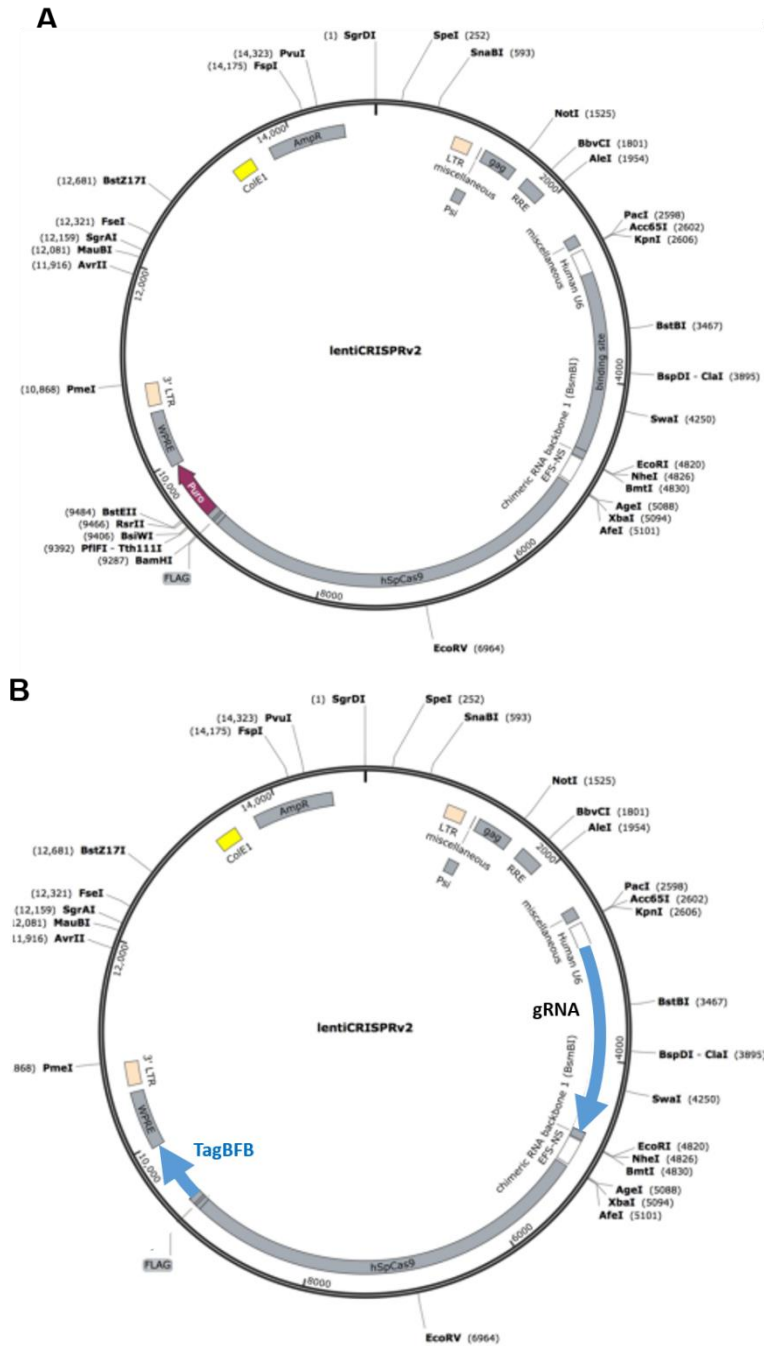 A
(1) SgrDI
SpeI (252)
SnaBI (593)
(14,323) PvuI
(14,175) FspI
NotI (1525)
BbvCI (1801)
AleI (1954)
14,000
AmpR
ColE1
LTR
miscellaneous
gag
Psi
RRE
2000
(12,681) BstZ17I
(12,321) FseI
(12,159) SgrAI
(12,081) MauBI
(11,916) AvrII
12,000
PacI (2598)
Acc65I (2602)
KpnI (2606)
miscellaneous
Human U6
binding site
lentiCRISPRv2
BstBI (3467)
BspDI - ClaI (3895)
4000
SwaI (4250)
(10,868) PmeI
3' LTR
WPRE
10,000
Puro
chimeric RNA backbone 1 (BsmBI)
EFS-NS
EcoRI (4820)
NheI (4826)
BmtI (4830)
AgeI (5088)
XbaI (5094)
AfeI (5101)
(9484) BstEII
(9466) RsrII
(9406) BsiWI
(9392) PflFI - Tth111I
(9287) BamHI
FLAG
6000
hSpCas9
8000
EcoRV (6964)
B
(1) SgrDI
SpeI (252)
SnaBI (593)
(14,323) PvuI
(14,175) FspI
NotI (1525)
BbvCI (1801)
AleI (1954)
14,000
AmpR
ColE1
LTR
miscellaneous
gag
Psi
RRE
2000
(12,681) BstZ17I
(12,321) FseI
(12,159) SgrAI
12,081) MauBI
11,916) AvrII
12,000
PacI (2598)
Acc65I (2602)
KpnI (2606)
miscellaneous
Human U6
gRNA
lentiCRISPRv2
BstBI (3467)
BspDI - ClaI (3895)
4000
SwaI (4250)
868) PmeI
3' LTR
WPRE
10,000
TagBFB
chimeric RNA backbone 1 (BsmBI)
EFS-NS
EcoRI (4820)
NheI (4826)
BmtI (4830)
AgeI (5088)
XbaI (5094)
AfeI (5101)
FLAG
6000
hSpCas9
8000
EcoRV (6964)